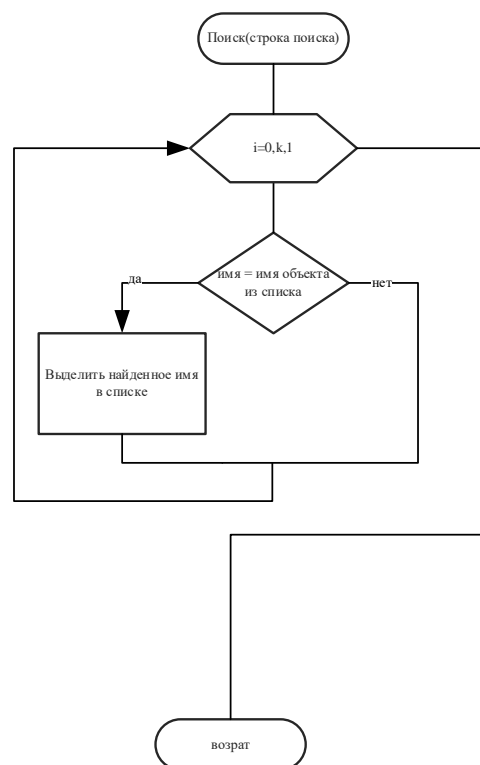 Поиск(строка поиска)
i=0,k,1
имя = имя объекта
из списка
да
нет
Выделить найденное имя
в списке
возрат